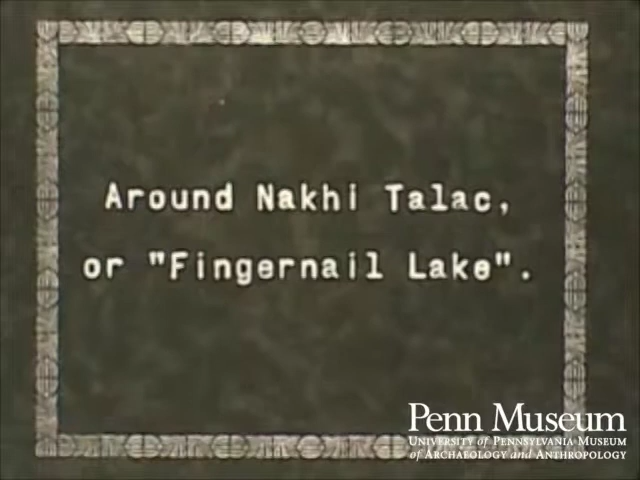 Around Nakhi Talac,
or "Fingernail Lake".
Penn Museum
University of Pennsylvania Museum
of Archaeology and Anthropology